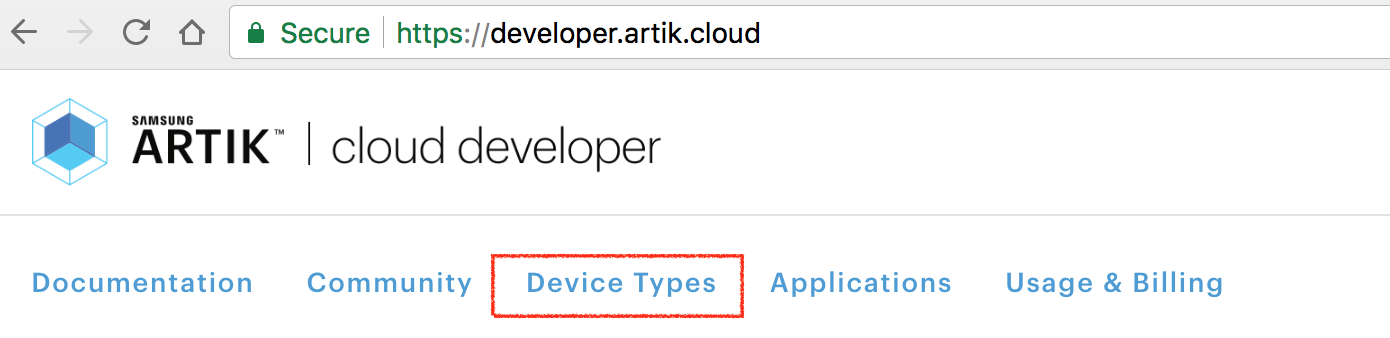 Secure https://developer.artik.cloud
SAMSUNG
ARTIK™ | cloud developer
Documentation Community Device Types Applications Usage & Billing